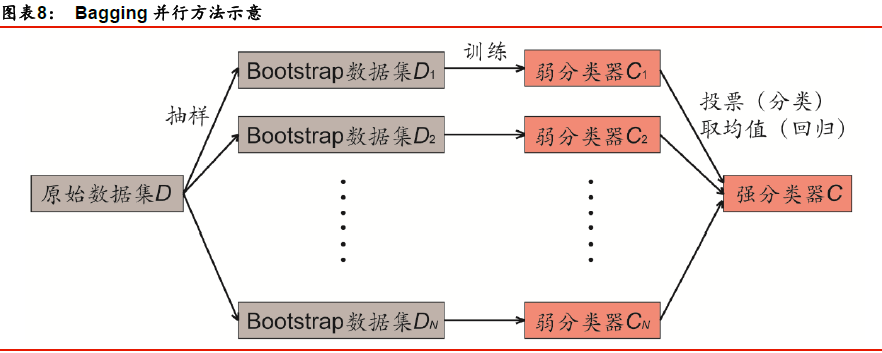 图表8： Bagging 并行方法示意
抽样
训练
投票（分类）
取均值（回归）
原始数据集D
Bootstrap数据集D1
弱分类器C1
Bootstrap数据集D2
弱分类器C2
强分类器C
Bootstrap数据集DN
弱分类器CN